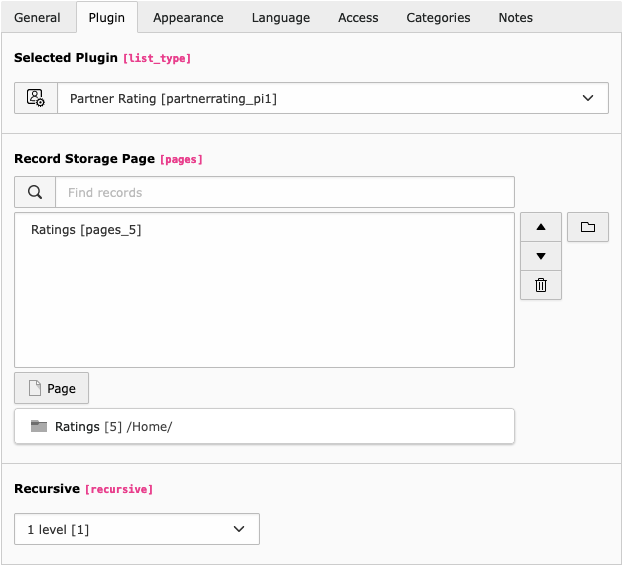 General Plugin Appearance Language Access Categories Notes
Selected Plugin [list_type]
Partner Rating [partnerrating_pi1]
Record Storage Page [pages]
Find records
Ratings [pages_5]
Page
Ratings [5] /Home/
Recursive [recursive]
1 level [1]